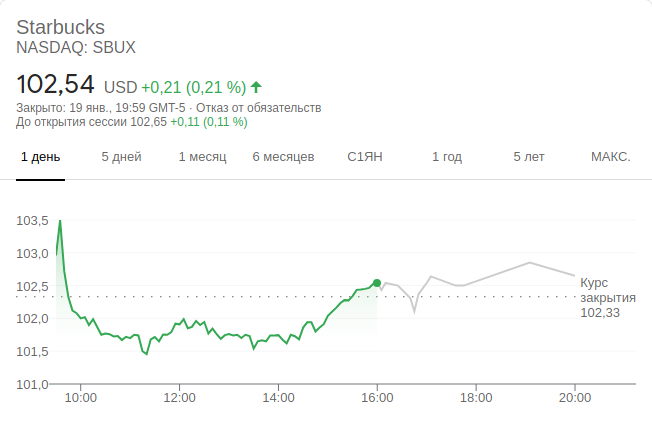 Starbucks
NASDAQ: SBUX
102,54 USD +0,21 (0,21 %)
Закрыто: 19 янв., 19:59 GMT-5 · Отказ от обязательств
До открытия сессии 102,65 +0,11 (0,11 %)
1 день 5 дней 1 месяц 6 месяцев С1ЯН 1 год 5 лет МАКС.
103,5
103,0
102,5
102,0
101,5
101,0
Курс
закрытия
102,33
10:00 12:00 14:00 16:00 18:00 20:00